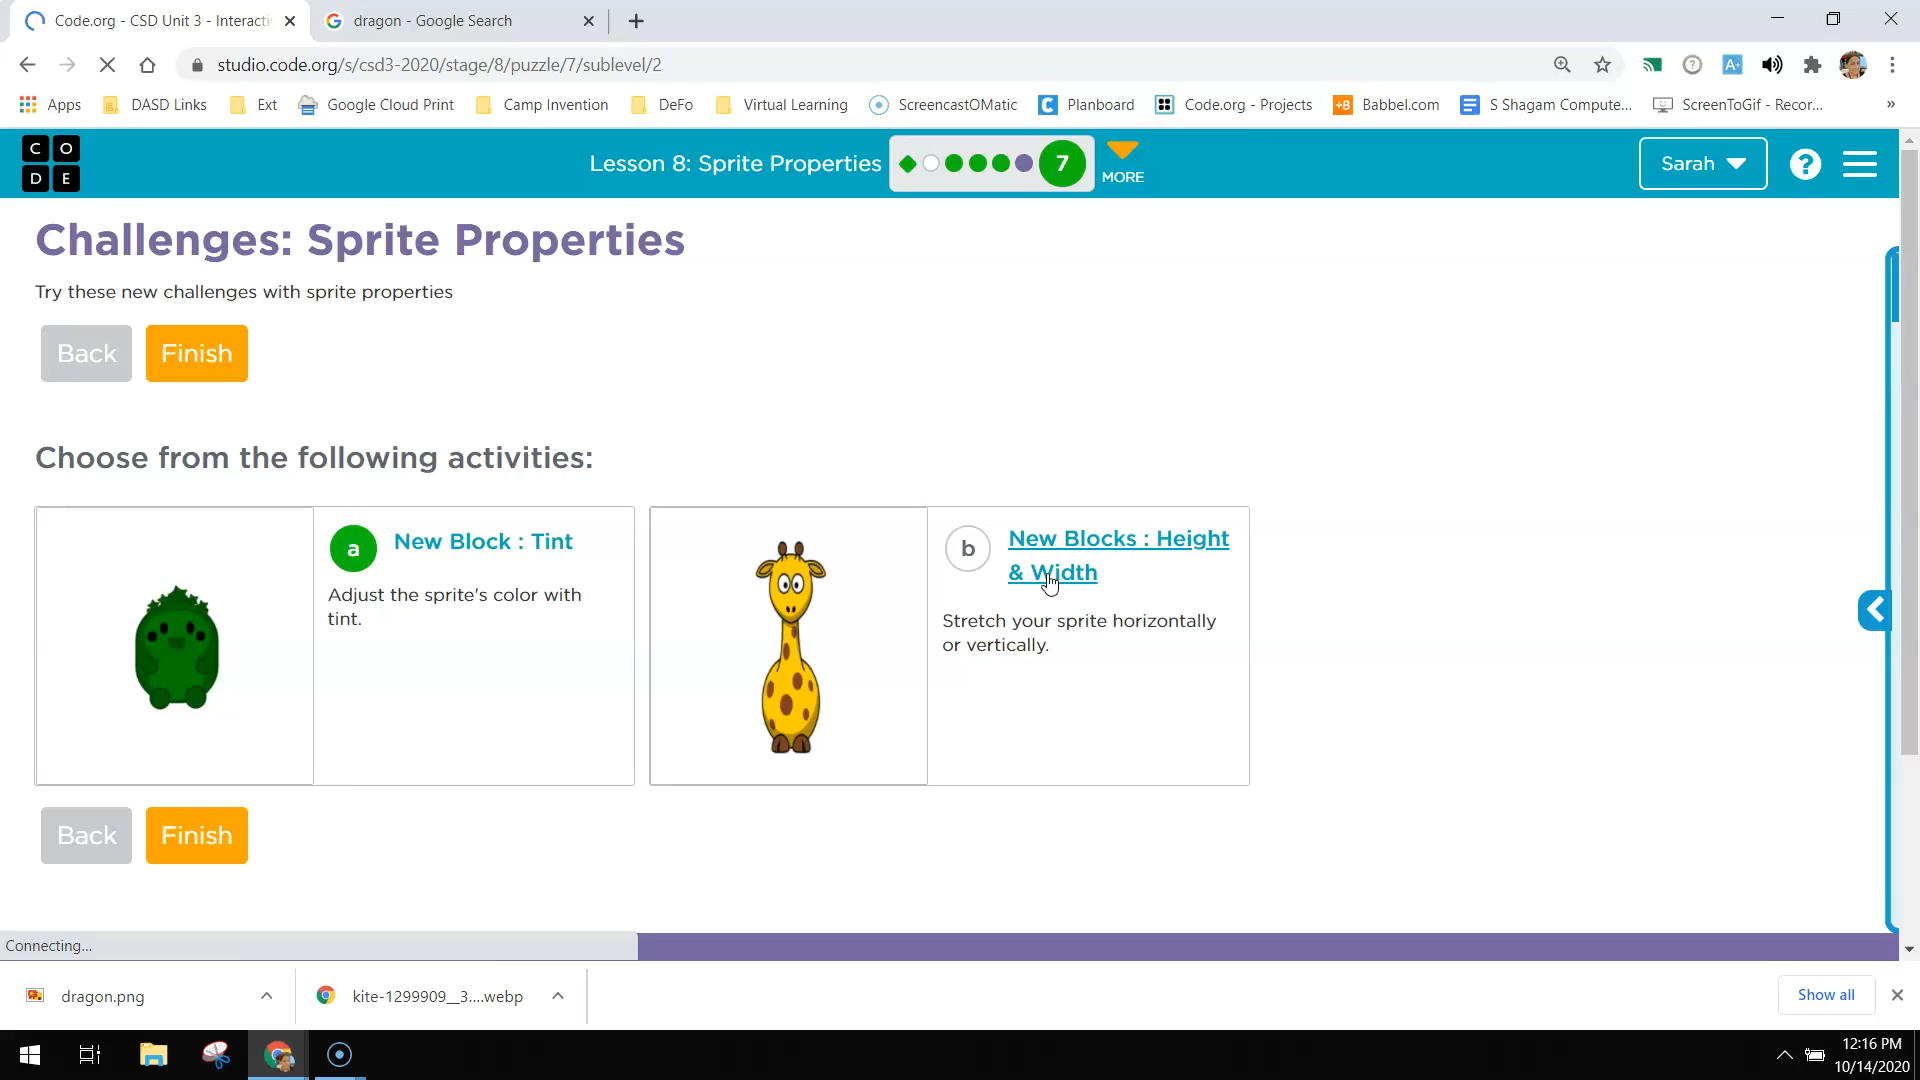 Code.org - CSD Unit 3 - Interacti
dragon - Google Search
studio.code.org/s/csd3-2020/stage/8/puzzle/7/sublevel/2
Apps DASD Links Ext Google Cloud Print Camp Invention DeFo Virtual Learning ScreencastOMatic Planboard Code.org - Projects Babbel.com S Shagam Compute... ScreenToGif - Recor... »
C O
D E
Lesson 8: Sprite Properties
7
MORE
Sarah
?
Challenges: Sprite Properties
Try these new challenges with sprite properties
Back Finish
Choose from the following activities:
a
New Block : Tint
Adjust the sprite's color with
tint.
b
New Blocks : Height
& Width
Stretch your sprite horizontally
or vertically.
Back Finish
Connecting...
dragon.png
kite-1299909__3....webp
Show all
12:16 PM
10/14/2020